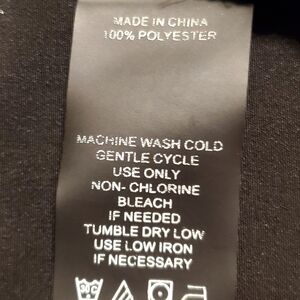 MADE IN CHINA
100% POLYESTER
MACHINE WASH COLD
GENTLE CYCLE
USE ONLY
NON- CHLORINE
BLEACH
IF NEEDED
TUMBLE DRY LOW
USE LOW IRON
IF NECESSARY
30C